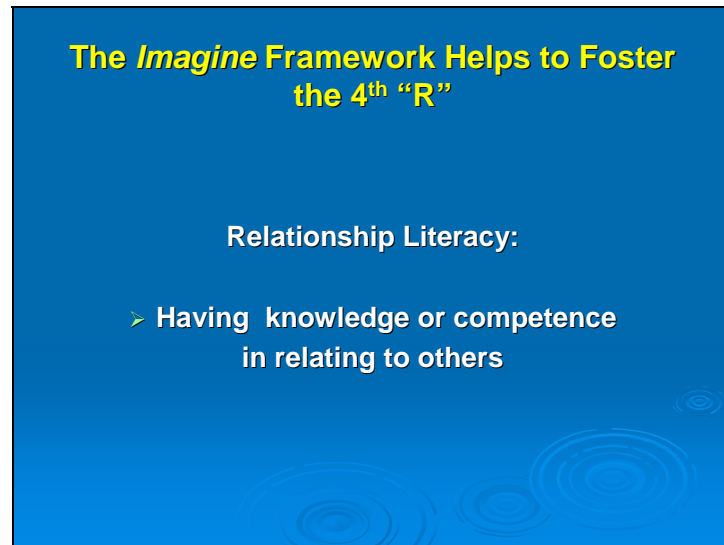 The Imagine Framework Helps to Foster
the 4th “R”
Relationship Literacy:
➢ Having  knowledge or competence
in relating to others